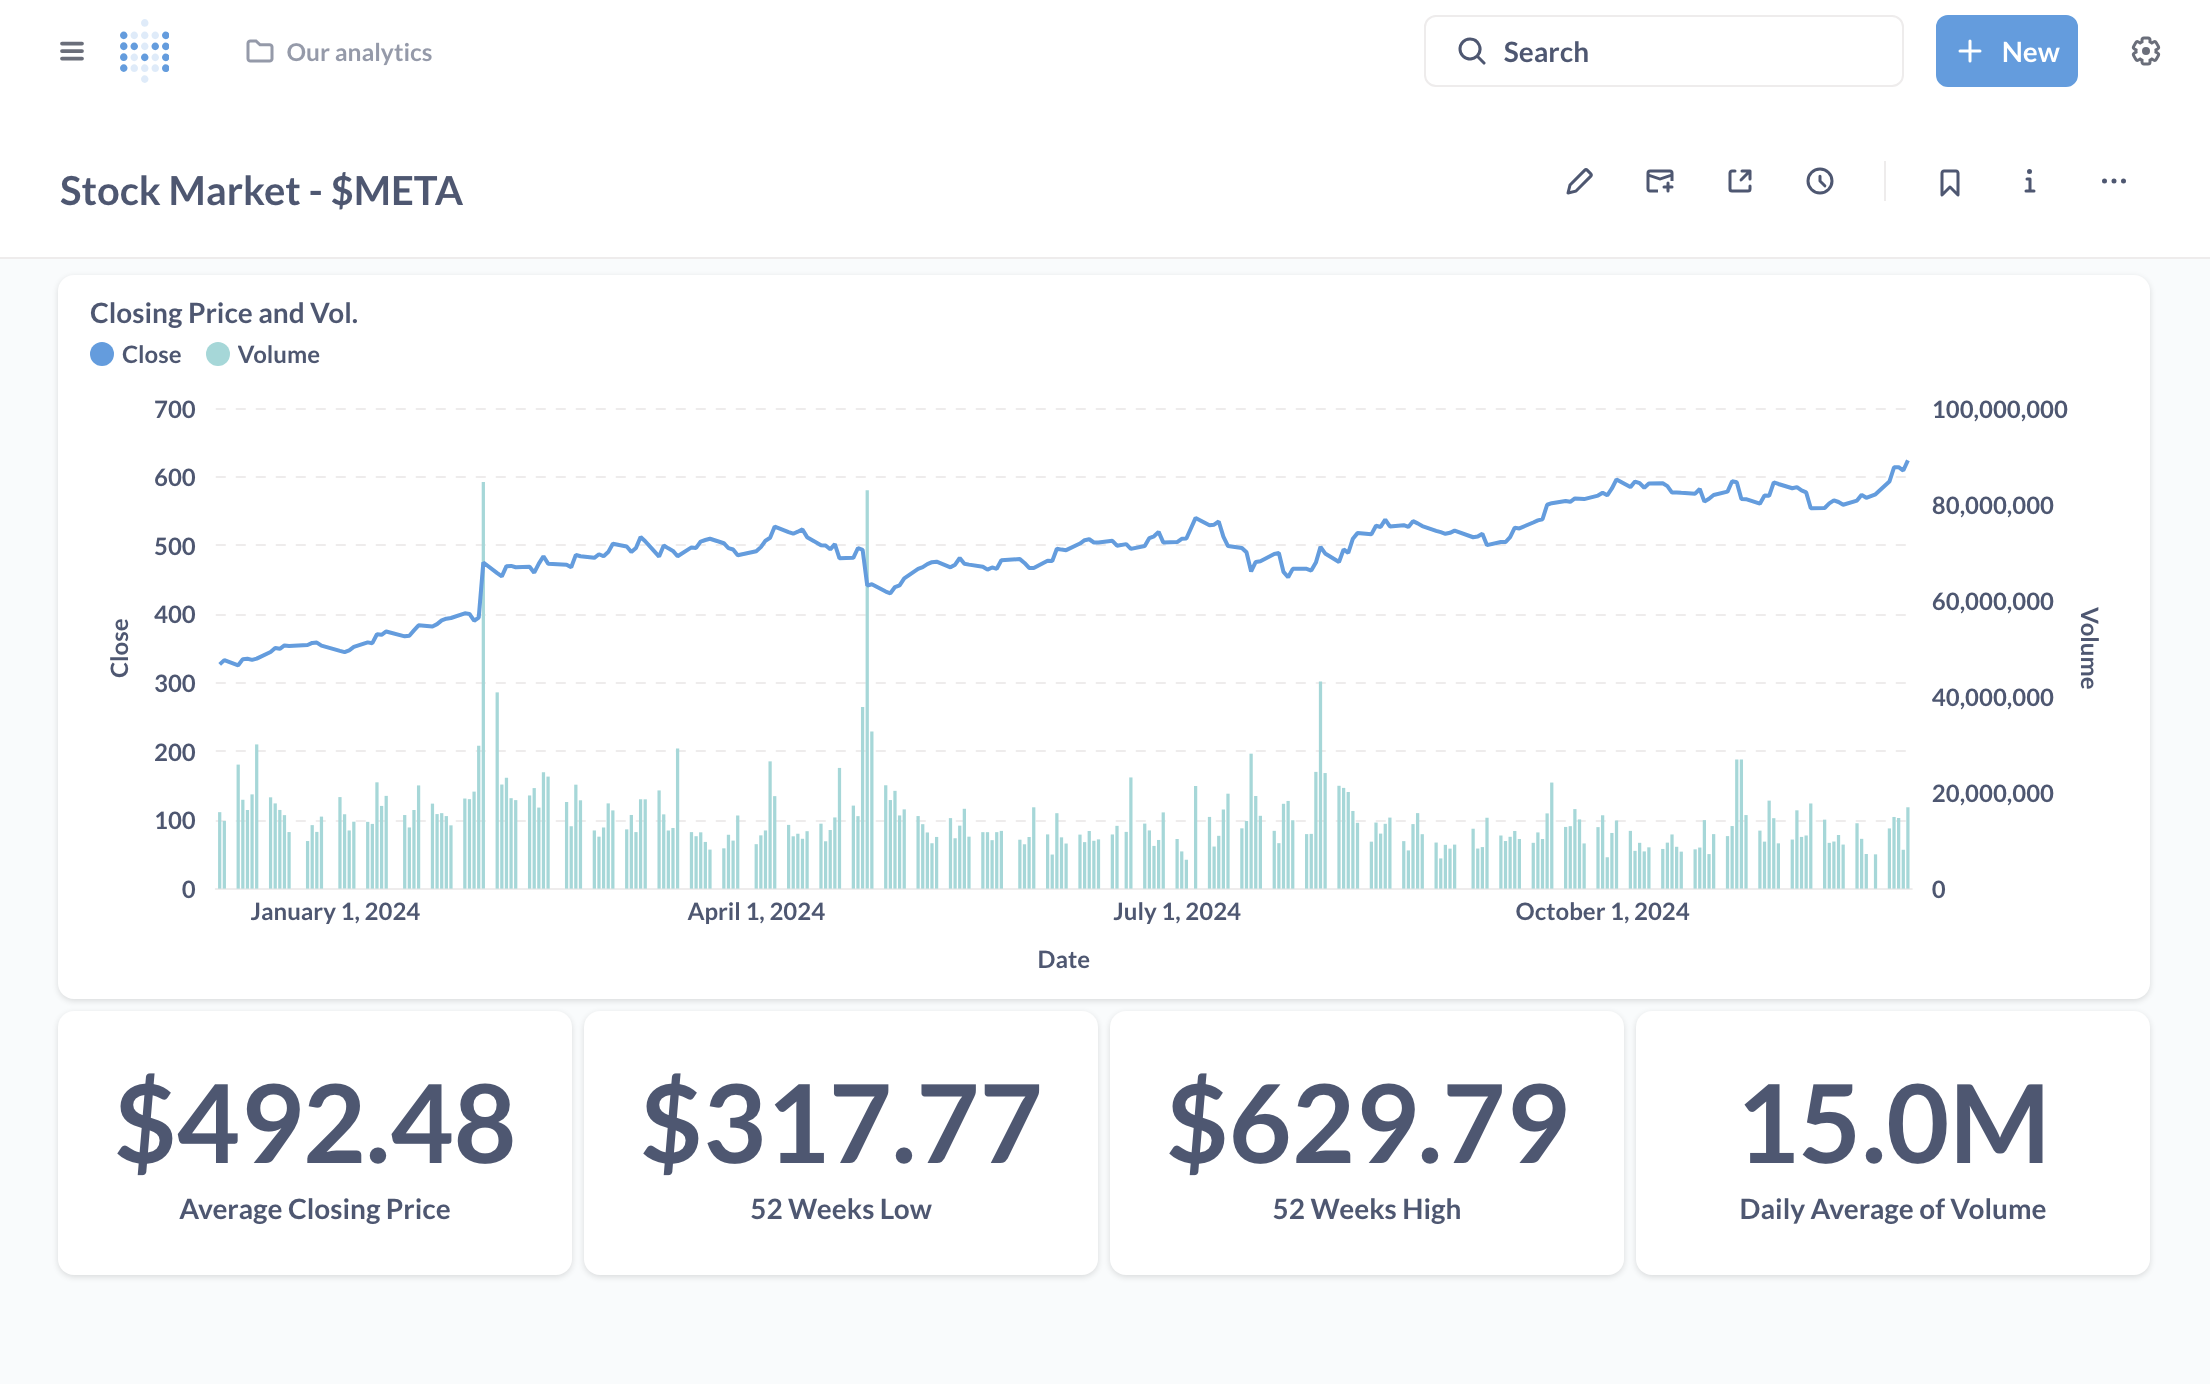 Our analytics
Search
New
Stock Market - $META
Closing Price and Vol.
Close
Volume
700
600
500
400
300
200
100
0
100,000,000
80,000,000
60,000,000
40,000,000
20,000,000
0
Close
Volume
January 1, 2024
April 1, 2024
July 1, 2024
October 1, 2024
Date
$492.48
Average Closing Price
$317.77
52 Weeks Low
$629.79
52 Weeks High
15.0M
Daily Average of Volume